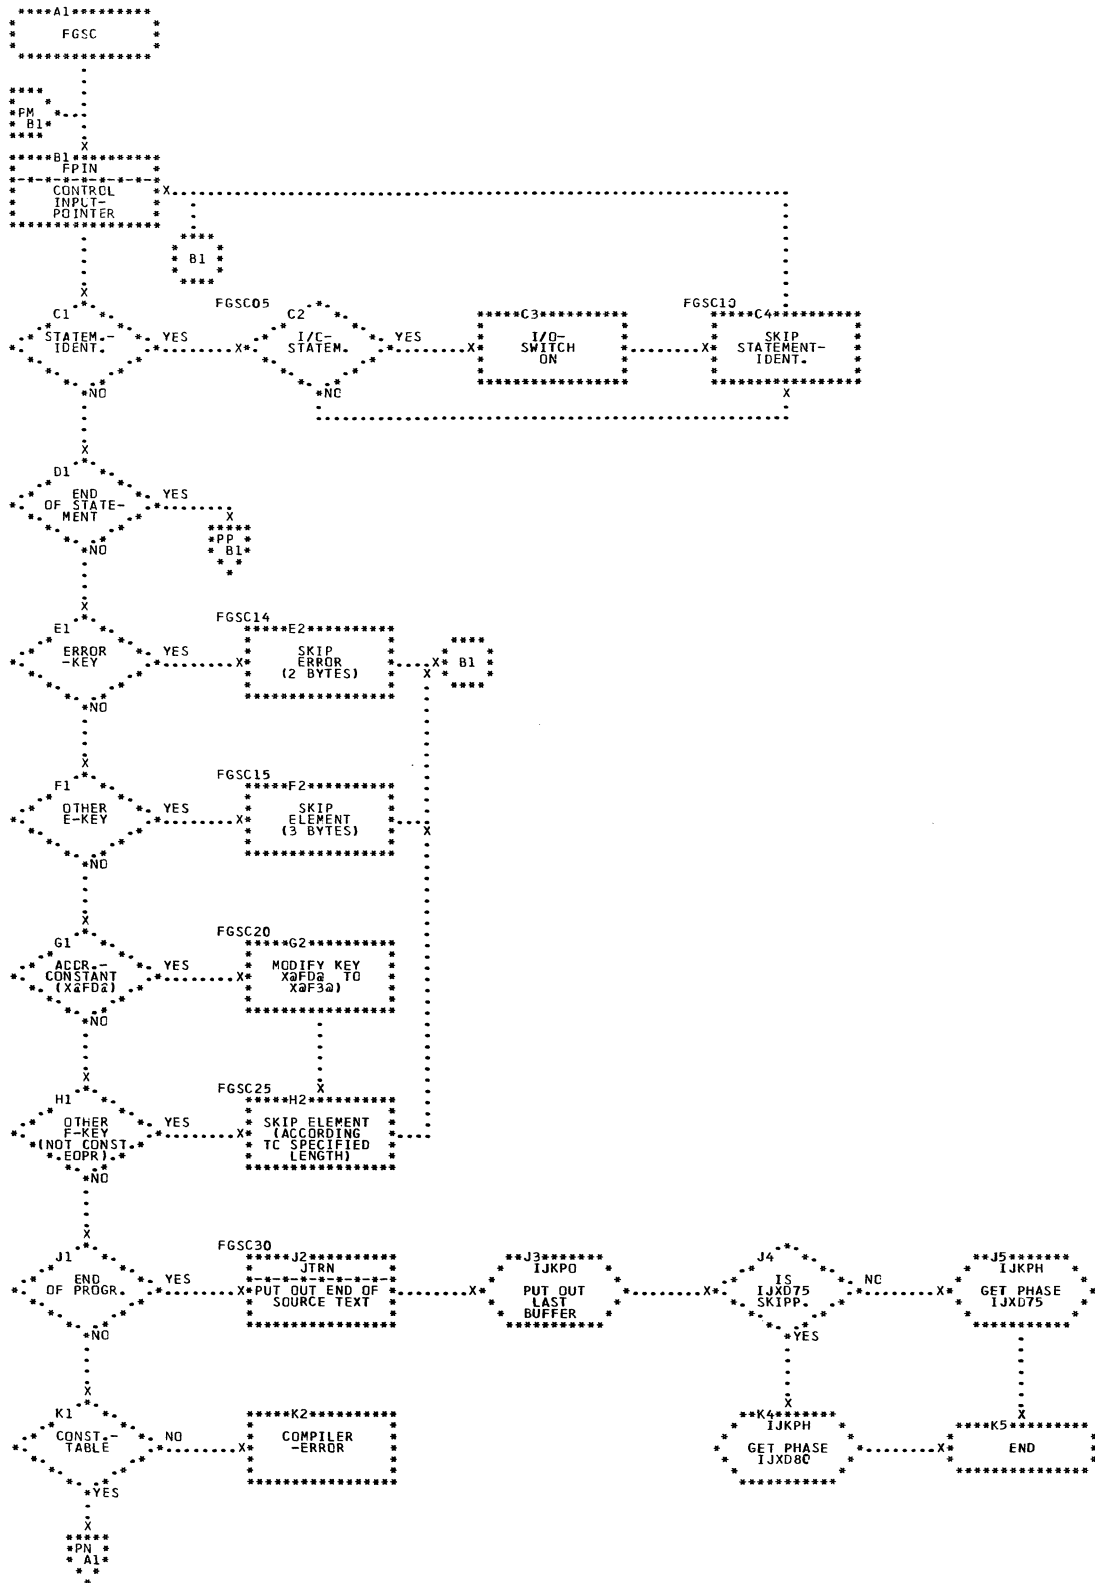 A1
FGSC
PM
B1
B1
FPIN
CONTROL
INPUT-
POINTER
B1
C1
STATEM.-
IDENT.
YES
NO
FGSC05
C2
I/C-
STATEM.
YES
NC
C3
I/O-
SWITCH
ON
FGSC10
C4
SKIP
STATEMENT-
IDENT.
D1
END
OF STATE-
MENT
YES
NO
PP
B1
E1
ERROR
-KEY
YES
NO
FGSC14
E2
SKIP
ERROR
(2 BYTES)
B1
F1
OTHER
E-KEY
YES
NO
FGSC15
F2
SKIP
ELEMENT
(3 BYTES)
G1
ACCR.-
CONSTANT
(X@FD@)
YES
NO
FGSC20
G2
MODIFY KEY
X@FD@ TO
X@F3@)
H1
OTHER
F-KEY
(NOT CONST.
EOPR)
YES
NO
FGSC25
H2
SKIP ELEMENT
(ACCORDING
TC SPECIFIED
LENGTH)
J1
END
OF PROGR.
YES
NO
FGSC30
J2
JTRN
PUT OUT END OF
SOURCE TEXT
J3
IJKPO
PUT OUT
LAST
BUFFER
J4
IS
IJXD75
SKIPP.
NC
YES
J5
IJKPH
GET PHASE
IJXD75
K1
CONST.-
TABLE
NO
YES
K2
COMPILER
-ERROR
K4
IJKPH
GET PHASE
IJXD80
K5
END
PN
A1